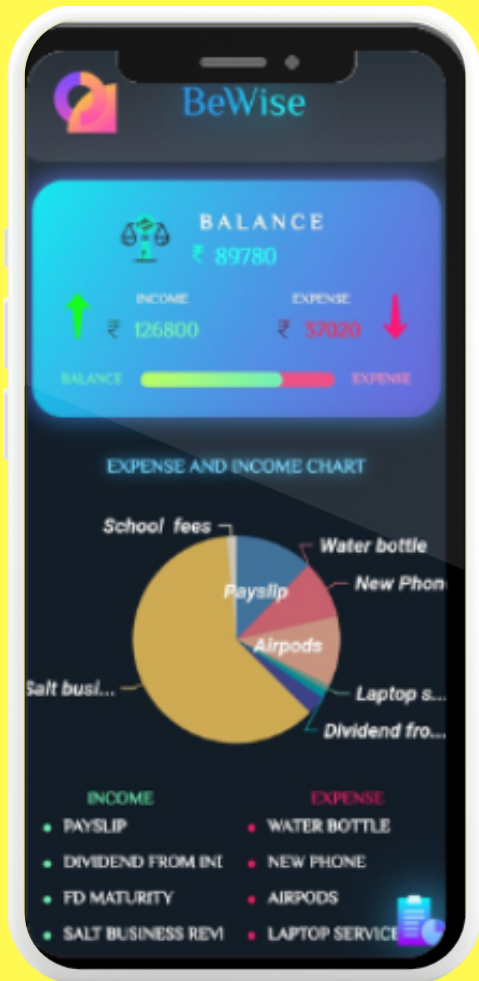 BeWise
BALANCE
₹ 89780
INCOME EXPENSE
₹ 126800 ₹ 37020
BALANCE EXPENSE
EXPENSE AND INCOME CHART
School fees
Water bottle
New Phon
Payslip
Airpods
Salt busi...
Laptop s...
Dividend fro...
INCOME EXPENSE
• PAYSLIP • WATER BOTTLE
• DIVIDEND FROM INI • NEW PHONE
• FD MATURITY • AIRPODS
• SALT BUSINESS REVI • LAPTOP SERVICE